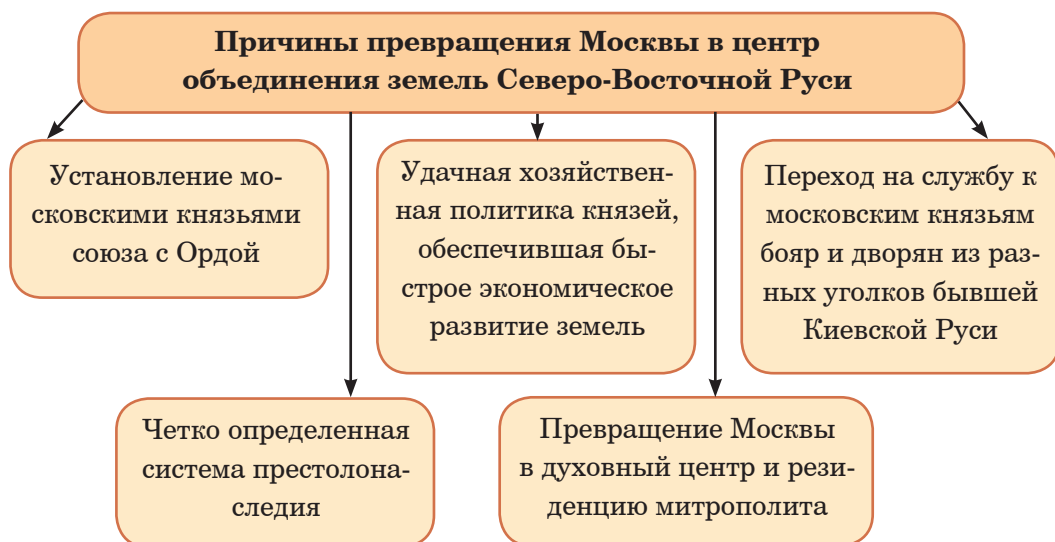 Причины превращения Москвы в центр
объединения земель Северо-Восточной Руси
Установление мо-
сковскими князьями
союза с Ордой
Удачная хозяйствен-
ная политика князей,
обеспечившая бы-
строе экономическое
развитие земель
Переход на службу к
московским князьям
бояр и дворян из раз-
ных уголков бывшей
Киевской Руси
Четко определенная
система престолона-
следия
Превращение Москвы
в духовный центр и рези-
денцию митрополита